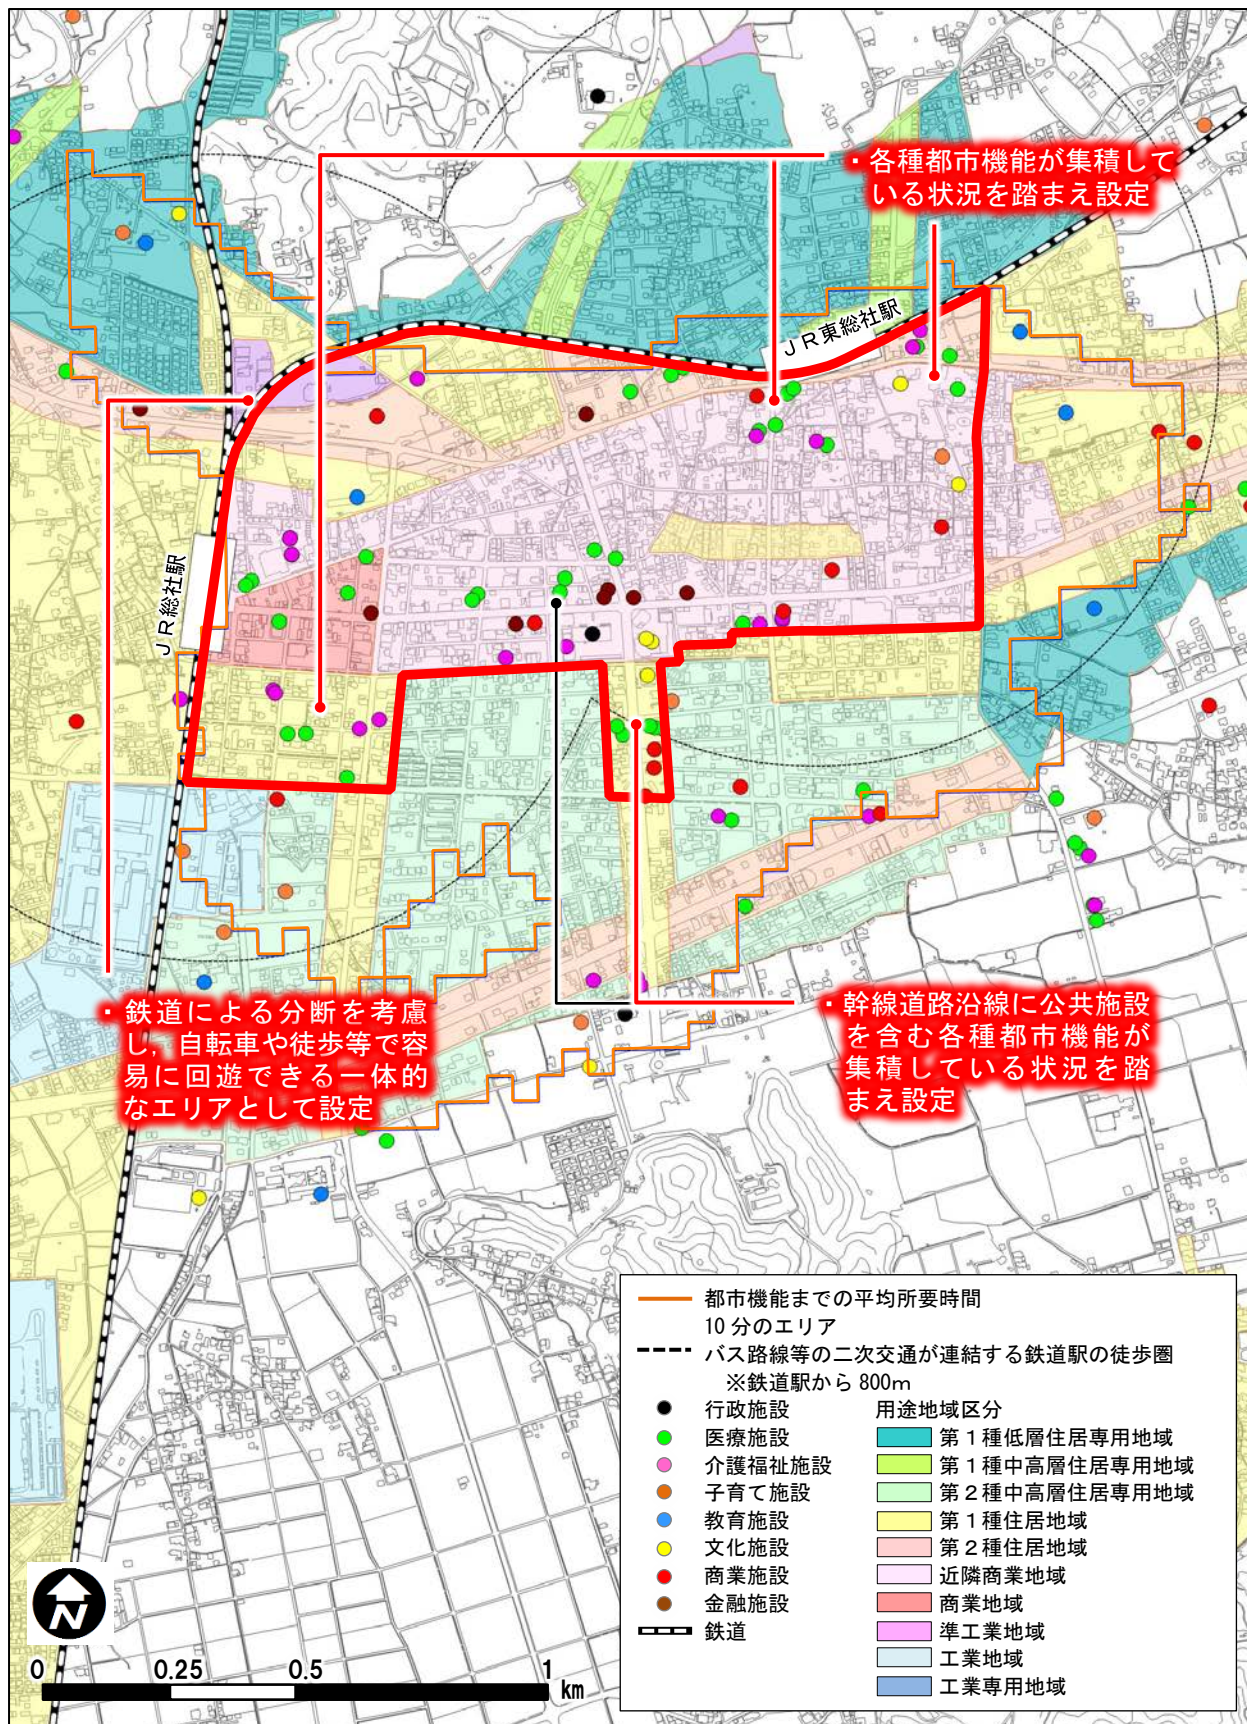 ・各種都市機能が集積して
いる状況を踏まえ設定
ＪＲ東総社駅
ＪＲ総社駅
・鉄道による分断を考慮
し，自転車や徒歩等で容
易に回遊できる一体的
なエリアとして設定
・幹線道路沿線に公共施設
を含む各種都市機能が
集積している状況を踏
まえ設定
都市機能までの平均所要時間
10 分のエリア
バス路線等の二次交通が連結する鉄道駅の徒歩圏
※鉄道駅から 800ｍ
行政施設
医療施設
介護福祉施設
子育て施設
教育施設
文化施設
商業施設
金融施設
鉄道
用途地域区分
第１種低層住居専用地域
第１種中高層住居専用地域
第２種中高層住居専用地域
第１種住居地域
第２種住居地域
近隣商業地域
商業地域
準工業地域
工業地域
工業専用地域
N
0 0.25 0.5 1
km